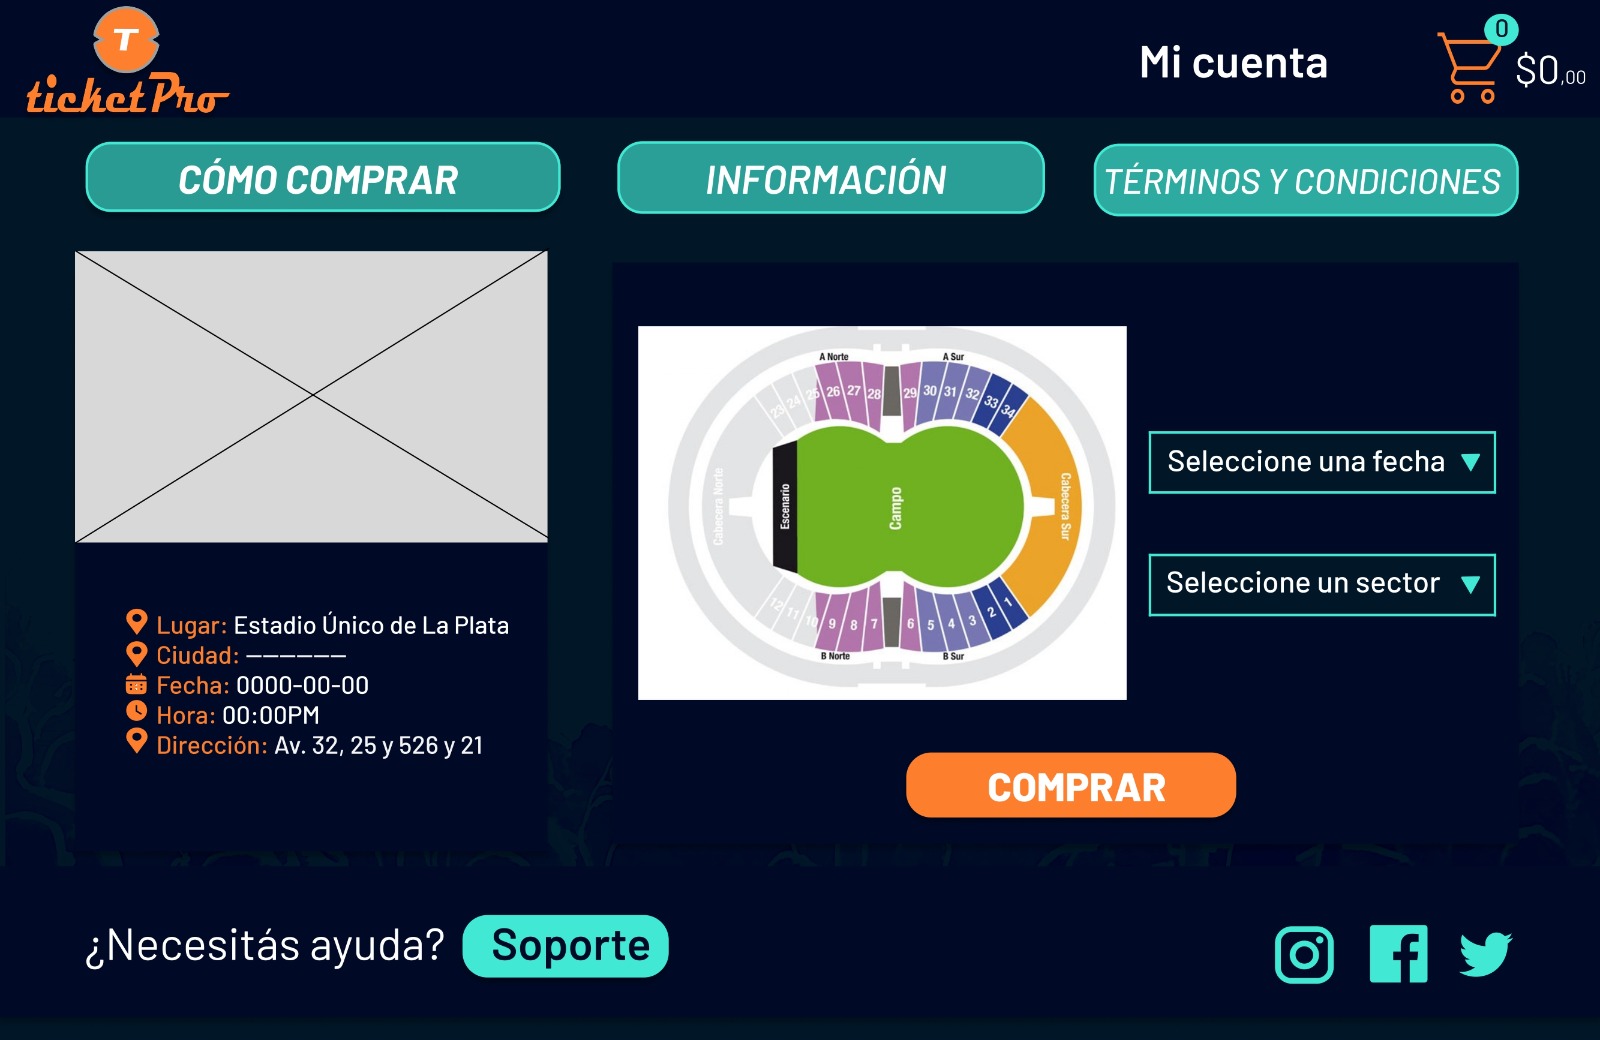 T
ticketPro
Mi cuenta
0
$0,00
CÓMO COMPRAR
INFORMACIÓN
TÉRMINOS Y CONDICIONES
A Norte
A Sur
23 24 25 26 27 28 29 30 31 32 33 34
Cabecera Norte
Escenario
Campo
Cabecera Sur
12 11 10 9 8 7 6 5 4 3 2 1
B Norte
B Sur
Seleccione una fecha
Seleccione un sector
Lugar: Estadio Único de La Plata
Ciudad: ––––––
Fecha: 0000-00-00
Hora: 00:00PM
Dirección: Av. 32, 25 y 526 y 21
COMPRAR
¿Necesitás ayuda?
Soporte